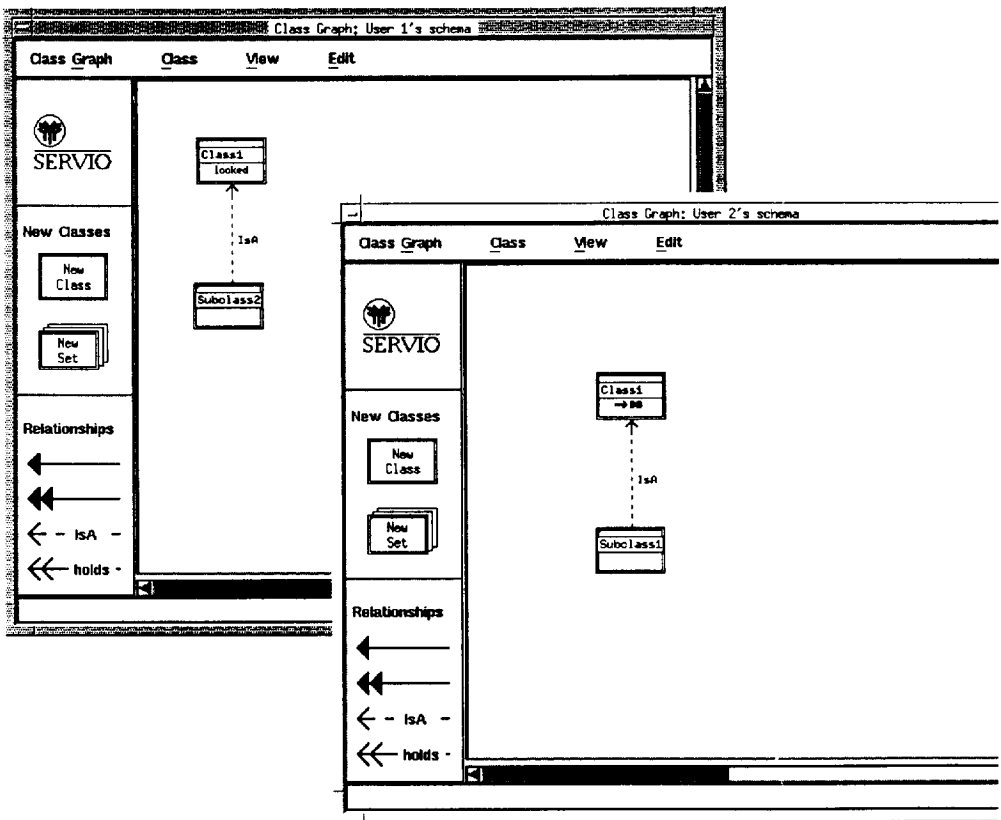 Class Graph; User 1's schema
Class Graph Class View Edit
SERVIO
Class1
looked
IsA
Subclass2
New Classes
New
Class
New
Set
Relationships
IsA
holds
Class Graph; User 2's schema
Class Graph Class View Edit
SERVIO
Class1
IsA
Subclass1
New Classes
New
Class
New
Set
Relationships
IsA
holds